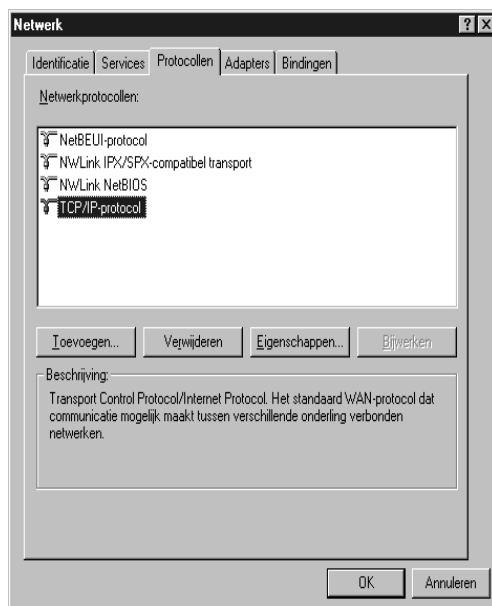 Netwerk
Identificatie Services Protocollen Adapters Bindingen
Netwerkprotocollen:
NetBEUI-protocol
NWLink IPX/SPX-compatibel transport
NWLink NetBIOS
TCP/IP-protocol
Toevoegen... Verwijderen Eigenschappen... Bijwerken
Beschrijving:
Transport Control Protocol/Internet Protocol. Het standaard WAN-protocol dat
communicatie mogelijk maakt tussen verschillende onderling verbonden
netwerken.
OK Annuleren